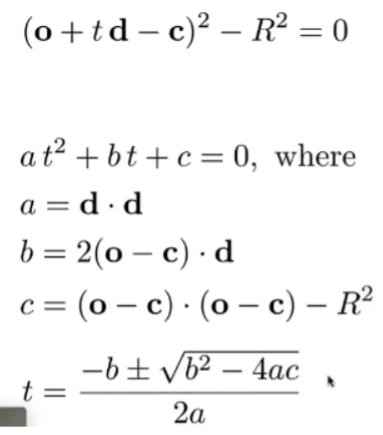 (𝐨 + t 𝐝 − 𝐜)² − R² = 0
a t² + b t + c = 0, where
a = 𝐝 · 𝐝
b = 2(𝐨 − 𝐜) · 𝐝
c = (𝐨 − 𝐜) · (𝐨 − 𝐜) − R²
t = (−b ± √(b² − 4ac)) / 2a